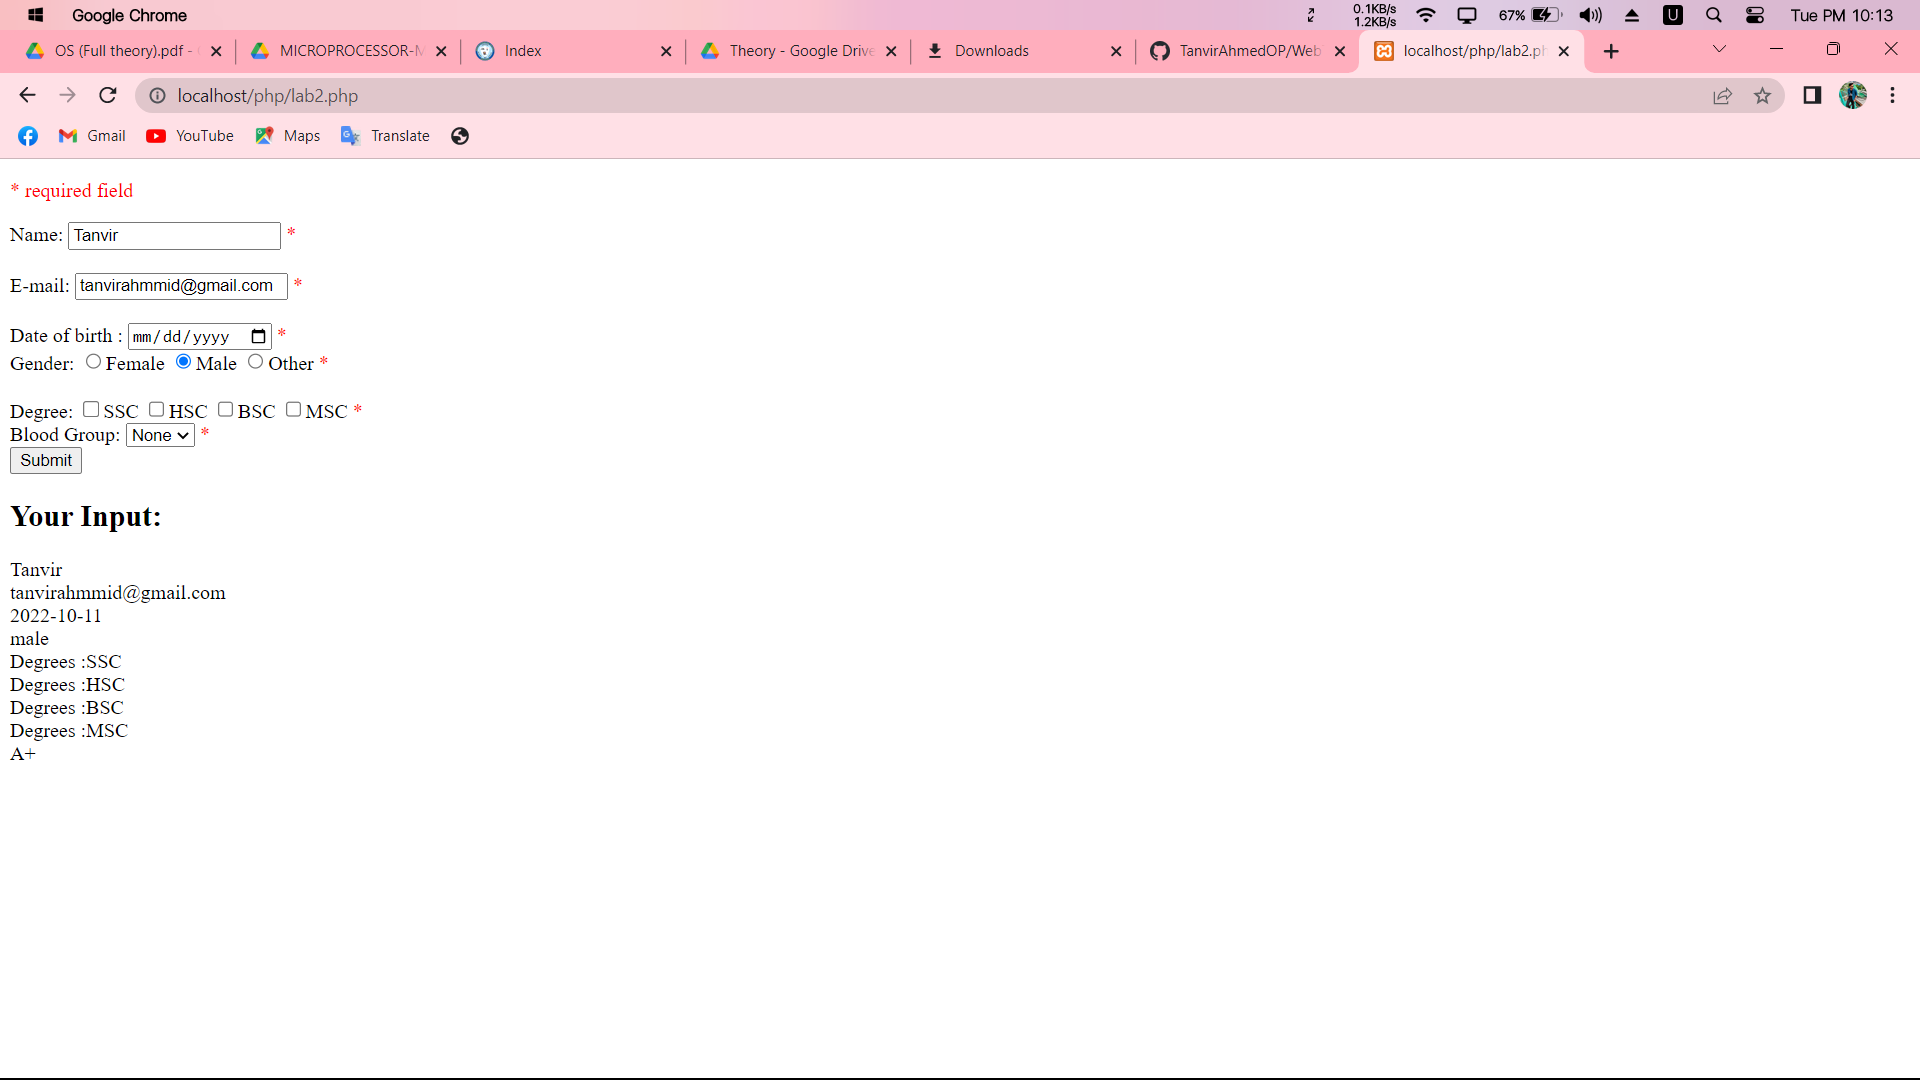 Google Chrome
0.1KB/s
1.2KB/s
67%
U
Tue PM 10:13
OS (Full theory).pdf -
MICROPROCESSOR-M
Index
Theory - Google Drive
Downloads
TanvirAhmedOP/Web
localhost/php/lab2.ph
localhost/php/lab2.php
Gmail
YouTube
Maps
Translate
* required field
Name: Tanvir *
E-mail: tanvirahmmid@gmail.com *
Date of birth : mm/dd/yyyy *
Gender: Female Male Other *
Degree: SSC HSC BSC MSC *
Blood Group: None *
Submit
Your Input:
Tanvir
tanvirahmmid@gmail.com
2022-10-11
male
Degrees :SSC
Degrees :HSC
Degrees :BSC
Degrees :MSC
A+